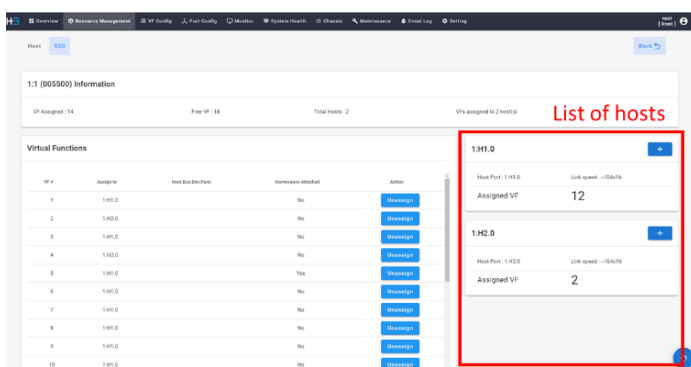 H3 Overview Resource Management VF Config Port Config Monitor System Health Chassis Maintenance Event Log Setting root
[Root]
Host SSD Back
1:1 (005500) Information
VF Assigned : 14 Free VF : 18 Total Hosts : 2 VFs assigned to 2 host(s)
List of hosts
Virtual Functions
VF # Assign to Host Bus:Dev.Func Namespace Attached Action
1 1:H1.0 No Unassign
2 1:H2.0 No Unassign
3 1:H1.0 No Unassign
4 1:H2.0 No Unassign
5 1:H1.0 Yes Unassign
6 1:H1.0 No Unassign
7 1:H1.0 No Unassign
8 1:H1.0 No Unassign
9 1:H1.0 No Unassign
10 1:H1.0 No Unassign
1:H1.0 +
Host Port : 1:H1.0 Link speed : --/G4x16
Assigned VF 12
1:H2.0 +
Host Port : 1:H2.0 Link speed : --/G4x16
Assigned VF 2